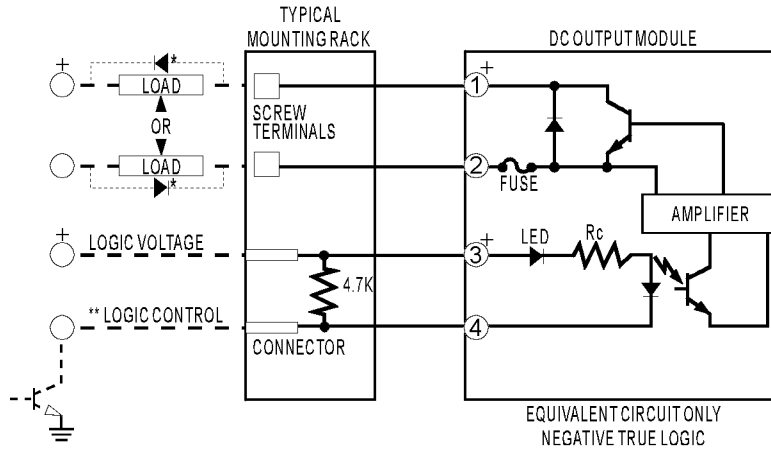 TYPICAL
MOUNTING RACK
DC OUTPUT MODULE
+
*
LOAD
1
+
OR
SCREW
TERMINALS
LOAD
*
2
FUSE
AMPLIFIER
+
LOGIC VOLTAGE
3
+
LED
Rc
4.7K
** LOGIC CONTROL
4
CONNECTOR
EQUIVALENT CIRCUIT ONLY
NEGATIVE TRUE LOGIC